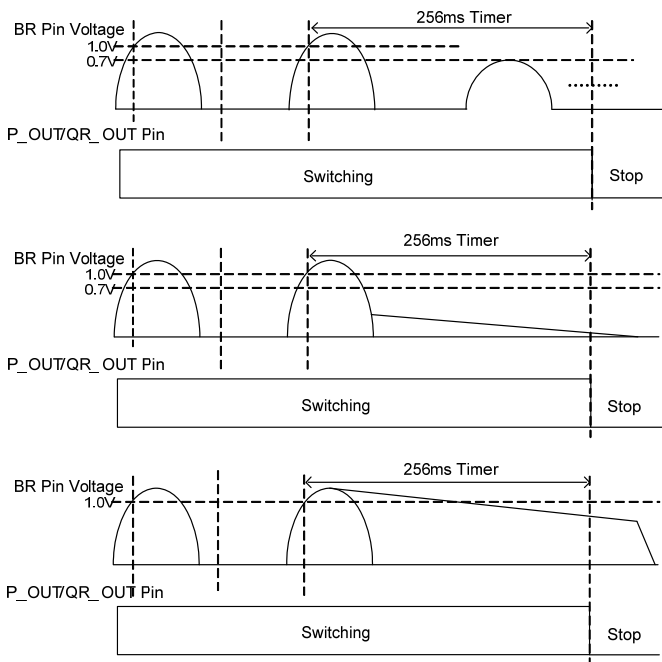 256ms Timer
BR Pin Voltage
1.0V
0.7V
P_OUT/QR_OUT Pin
Switching
Stop
256ms Timer
BR Pin Voltage
1.0V
0.7V
P_OUT/QR_OUT Pin
Switching
Stop
256ms Timer
BR Pin Voltage
1.0V
P_OUT/QR_OUT Pin
Switching
Stop